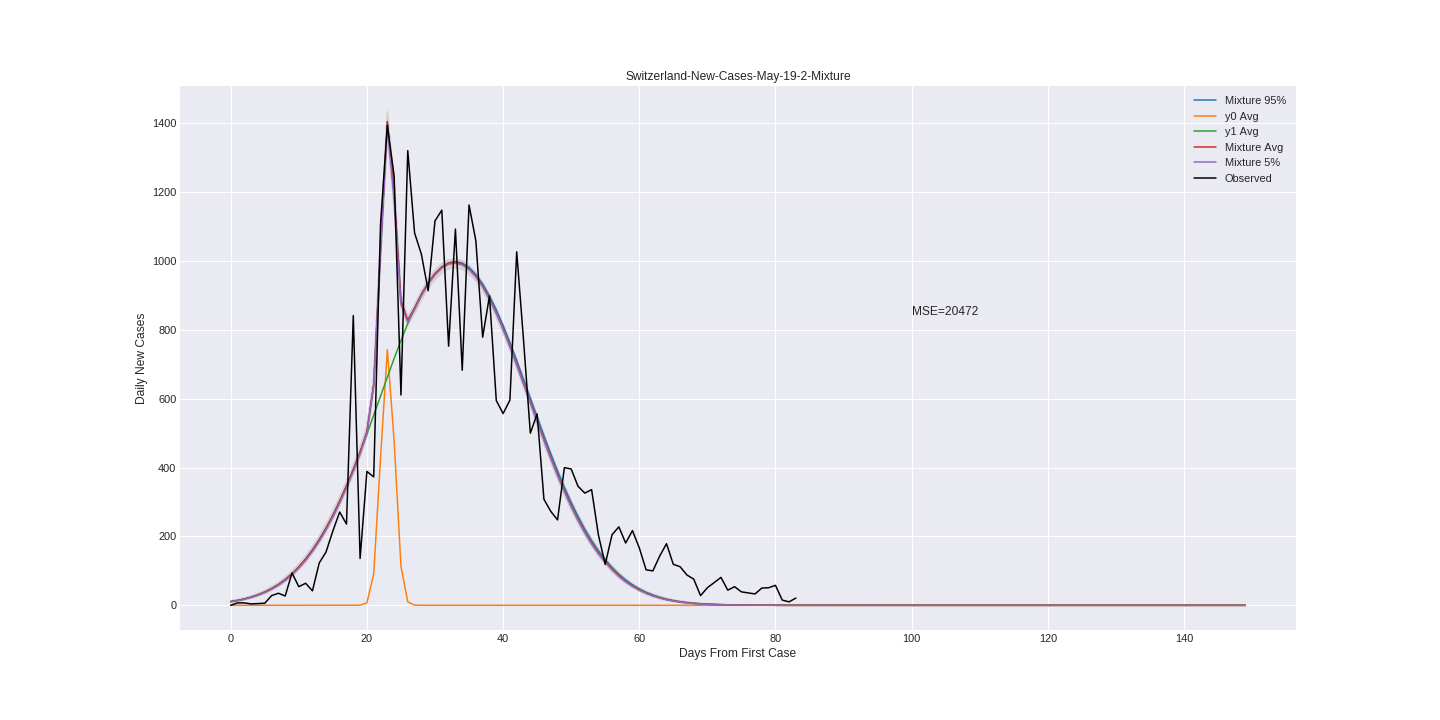 Switzerland-New-Cases-May-19-2-Mixture
Mixture 95%
y0 Avg
y1 Avg
Mixture Avg
Mixture 5%
Observed
1400
1200
1000
800
600
400
200
0
Daily New Cases
MSE=20472
0 20 40 60 80 100 120 140
Days From First Case